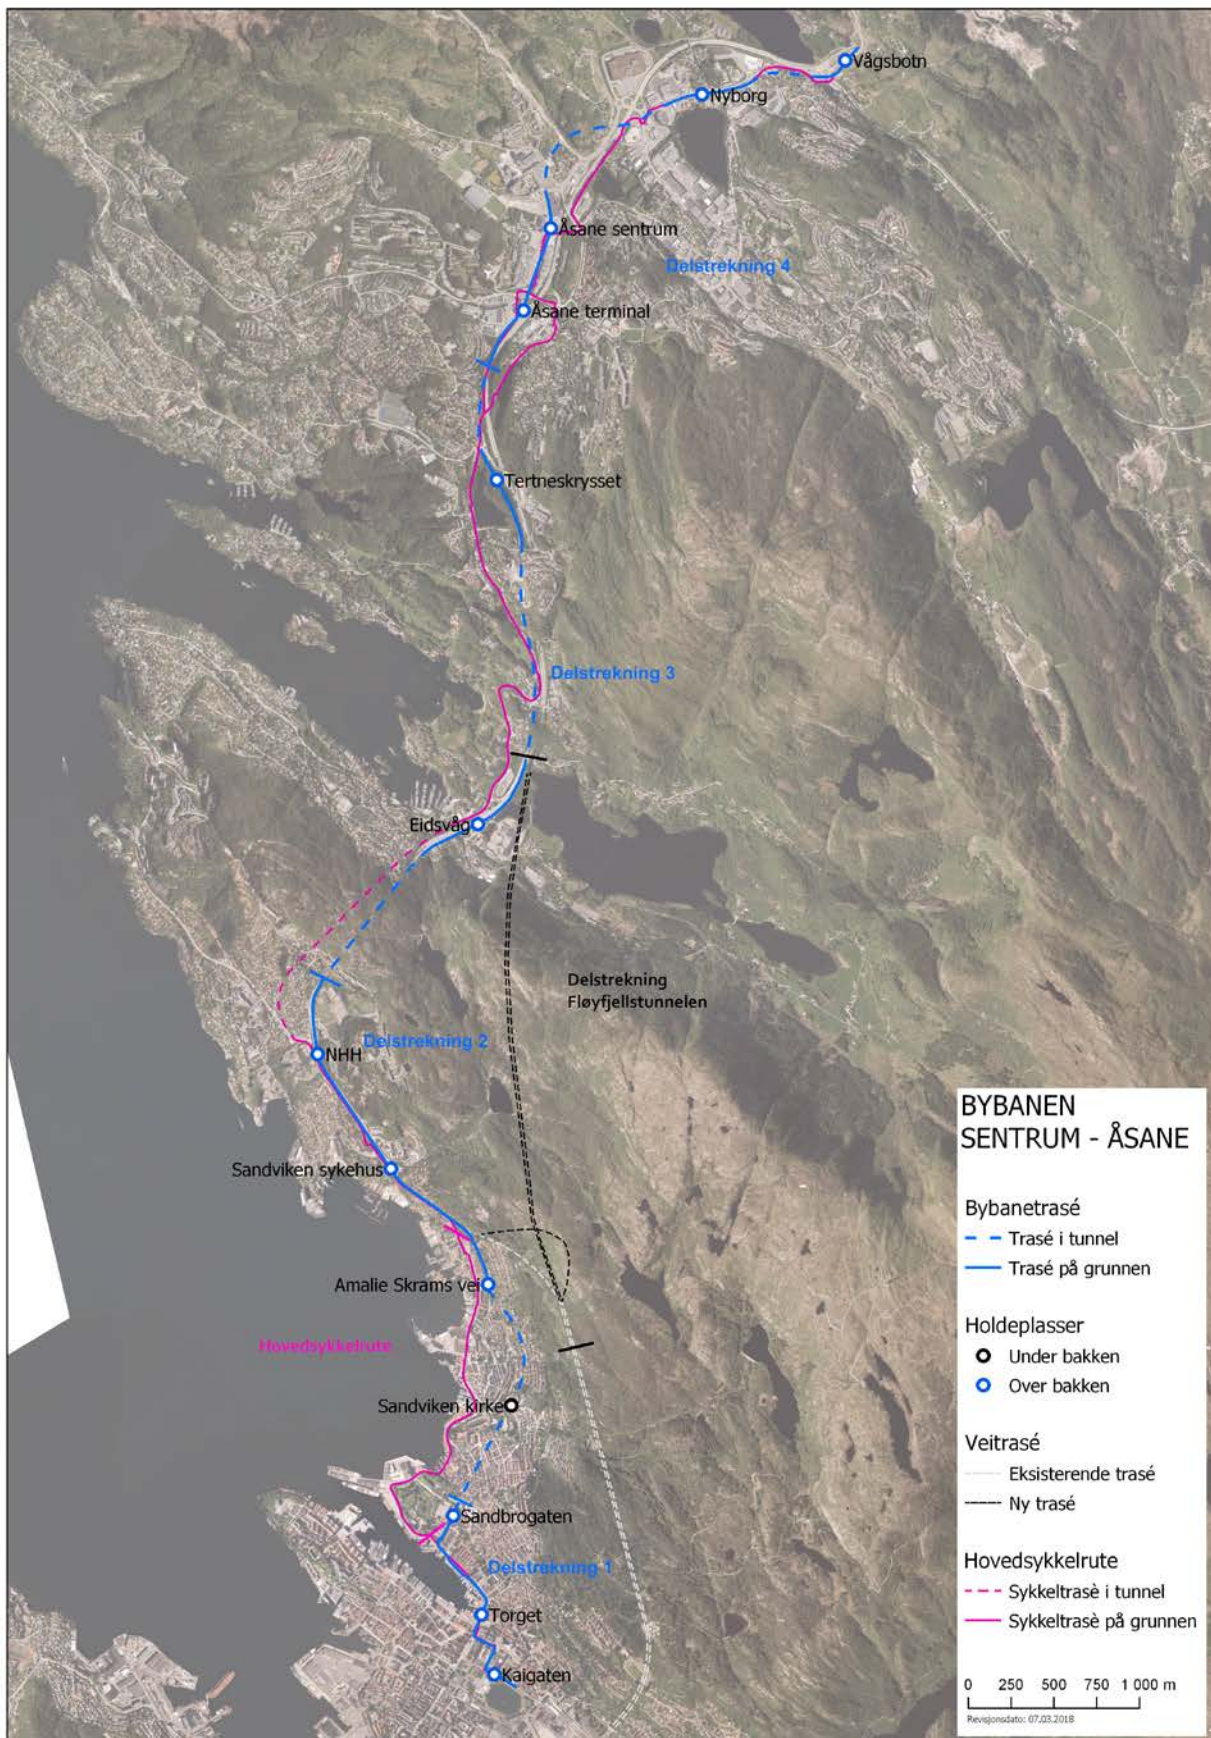 Vågsbotn
Nyborg
Åsane sentrum
Delstrekning 4
Åsane terminal
Tertneskrysset
Delstrekning 3
Eidsvåg
Delstrekning
Fløyfjellstunnelen
Delstrekning 2
NHH
Sandviken sykehus
Amalie Skrams vei
Hovedsykkelrute
Sandviken kirke
Sandbrogaten
Delstrekning 1
Torget
Kaigaten
BYBANEN
SENTRUM - ÅSANE
Bybanetrasé
Trasé i tunnel
Trasé på grunnen
Holdeplasser
Under bakken
Over bakken
Veitrasé
Eksisterende trasé
Ny trasé
Hovedsykkelrute
Sykkeltrasè i tunnel
Sykkeltrasè på grunnen
0 250 500 750 1 000 m
Revisjonsdato: 07.03.2018